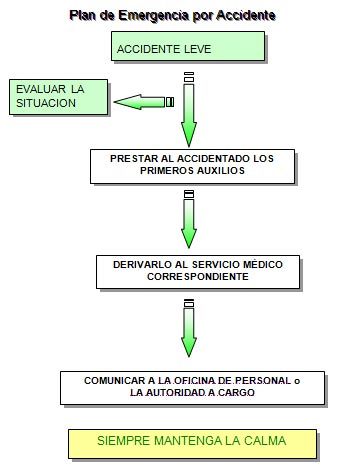 Plan de Emergencia por Accidente
ACCIDENTE LEVE
EVALUAR LA
SITUACION
PRESTAR AL ACCIDENTADO LOS
PRIMEROS AUXILIOS
DERIVARLO AL SERVICIO MÉDICO
CORRESPONDIENTE
COMUNICAR A LA OFICINA DE PERSONAL o
LA AUTORIDAD A CARGO
SIEMPRE MANTENGA LA CALMA